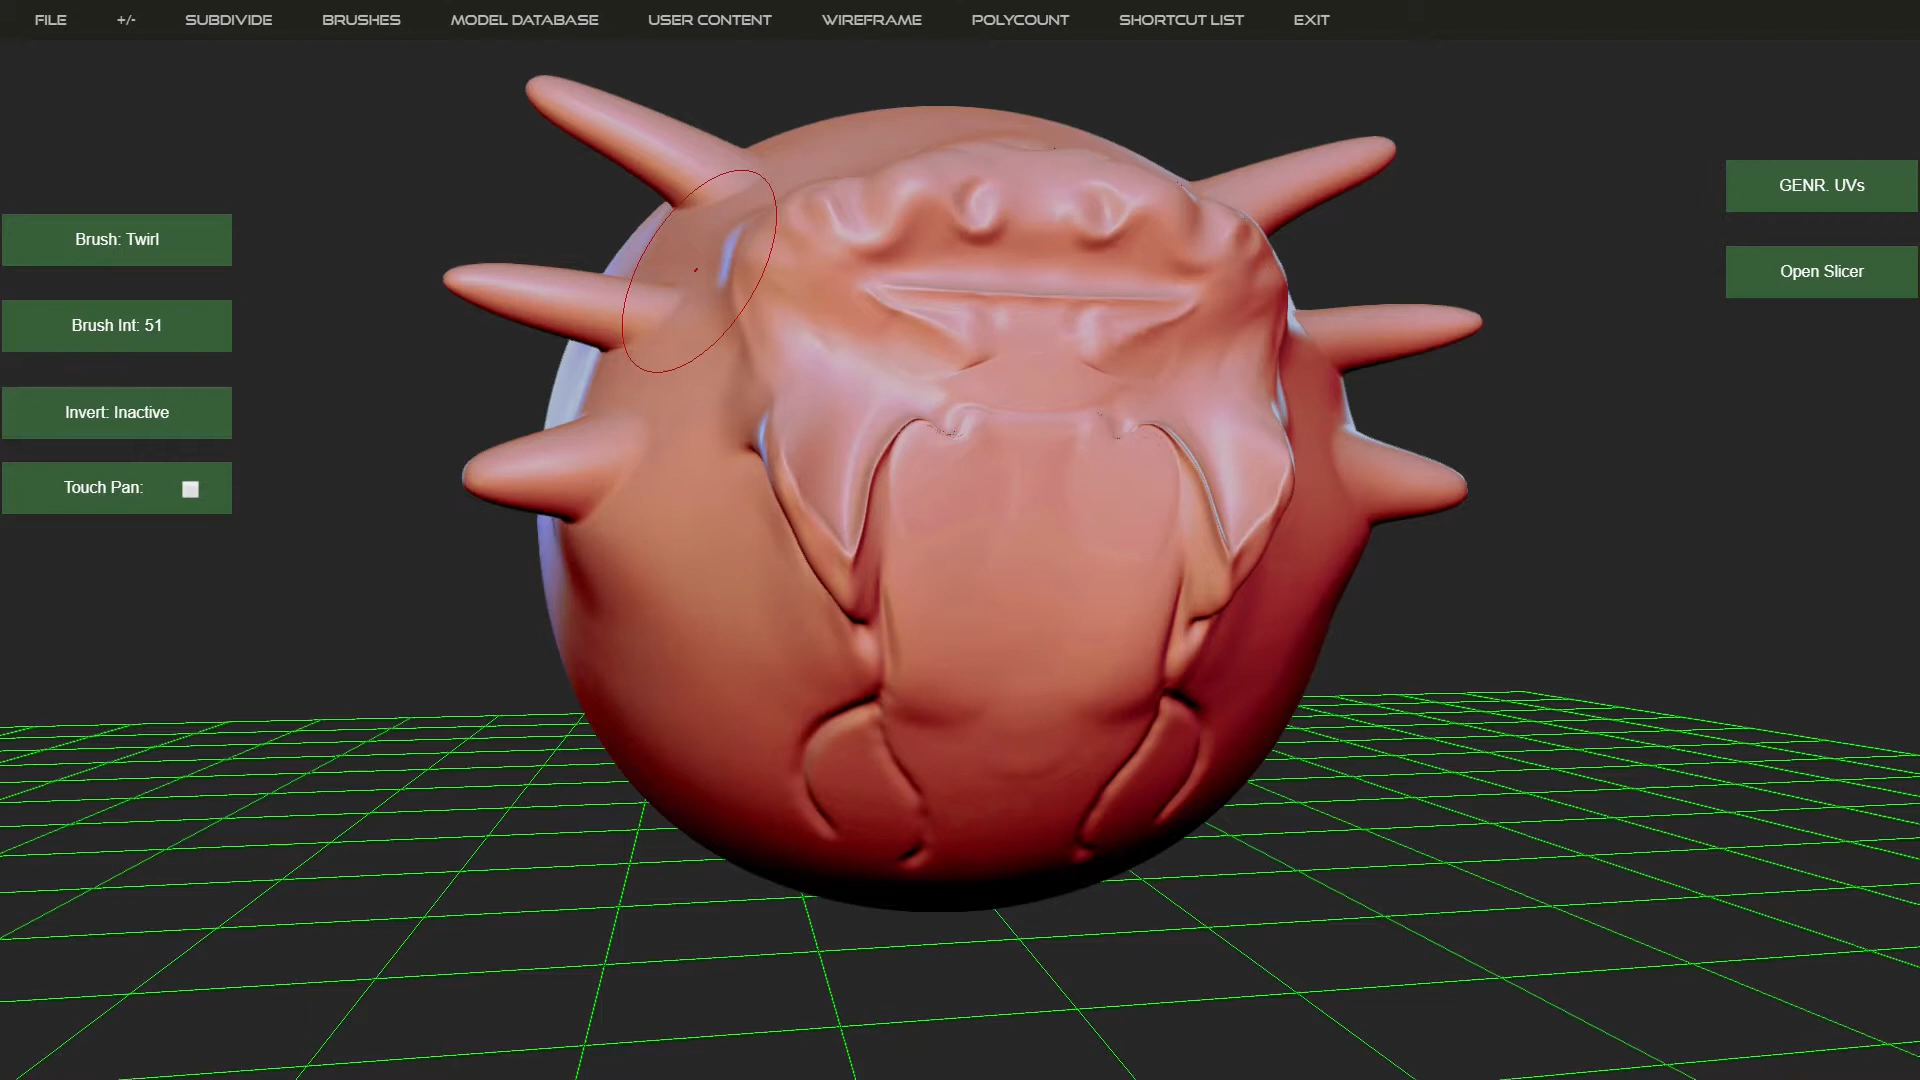 FILE +/- SUBDIVIDE BRUSHES MODEL DATABASE USER CONTENT WIREFRAME POLYCOUNT SHORTCUT LIST EXIT
GENR. UVs
Brush: Twirl
Open Slicer
Brush Int: 51
Invert: Inactive
Touch Pan: